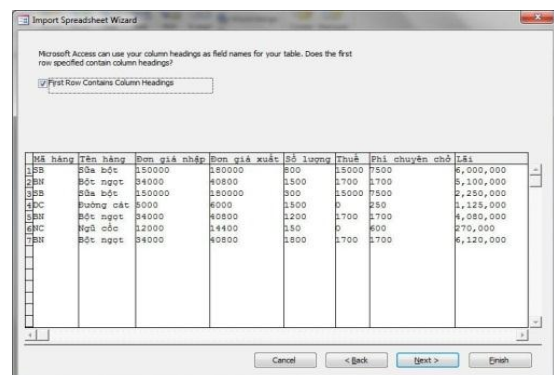 Import Spreadsheet Wizard
Microsoft Access can use your column headings as field names for your table. Does the first
row specified contain column headings?
First Row Contains Column Headings
Mã hàng Tên hàng Đơn giá nhập Đơn giá xuất Số lượng Thuế Phí chuyên chở Lãi
1 SB Sữa bột 150000 180000 800 15000 7500 6,000,000
2 BN Bột ngọt 34000 40800 1500 1700 1700 5,100,000
3 SB Sữa bột 150000 180000 300 15000 7500 2,250,000
4 DC Đường cát 5000 6000 1500 0 250 1,125,000
5 BN Bột ngọt 34000 40800 1200 1700 1700 4,080,000
6 NC Ngũ cốc 12000 14400 150 0 600 270,000
7 BN Bột ngọt 34000 40800 1800 1700 1700 6,120,000
Cancel < Back Next > Finish